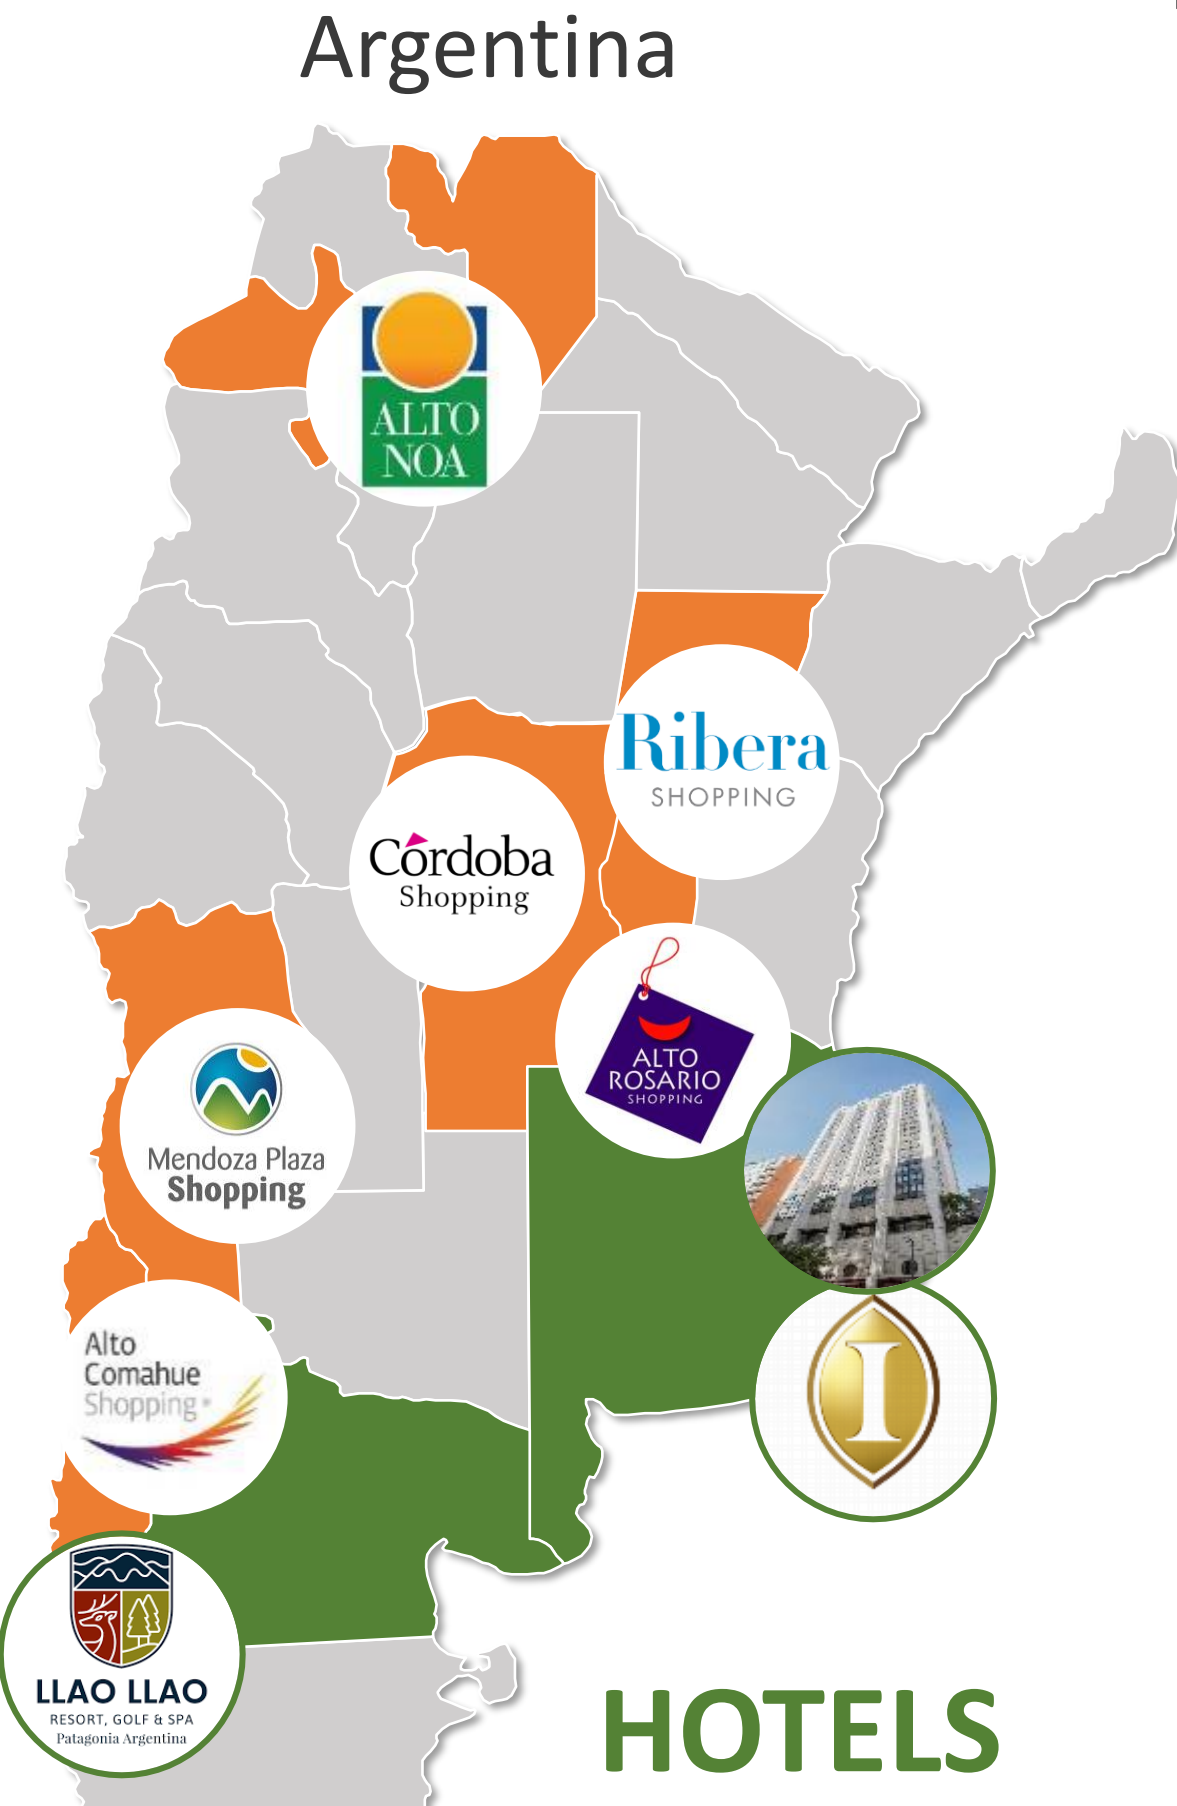 Argentina
ALTO
NOA
Ribera
SHOPPING
Córdoba
Shopping
ALTO
ROSARIO
SHOPPING
Mendoza Plaza
Shopping
Alto
Comahue
Shopping
I
LLAO LLAO
RESORT, GOLF & SPA
Patagonia Argentina
HOTELS